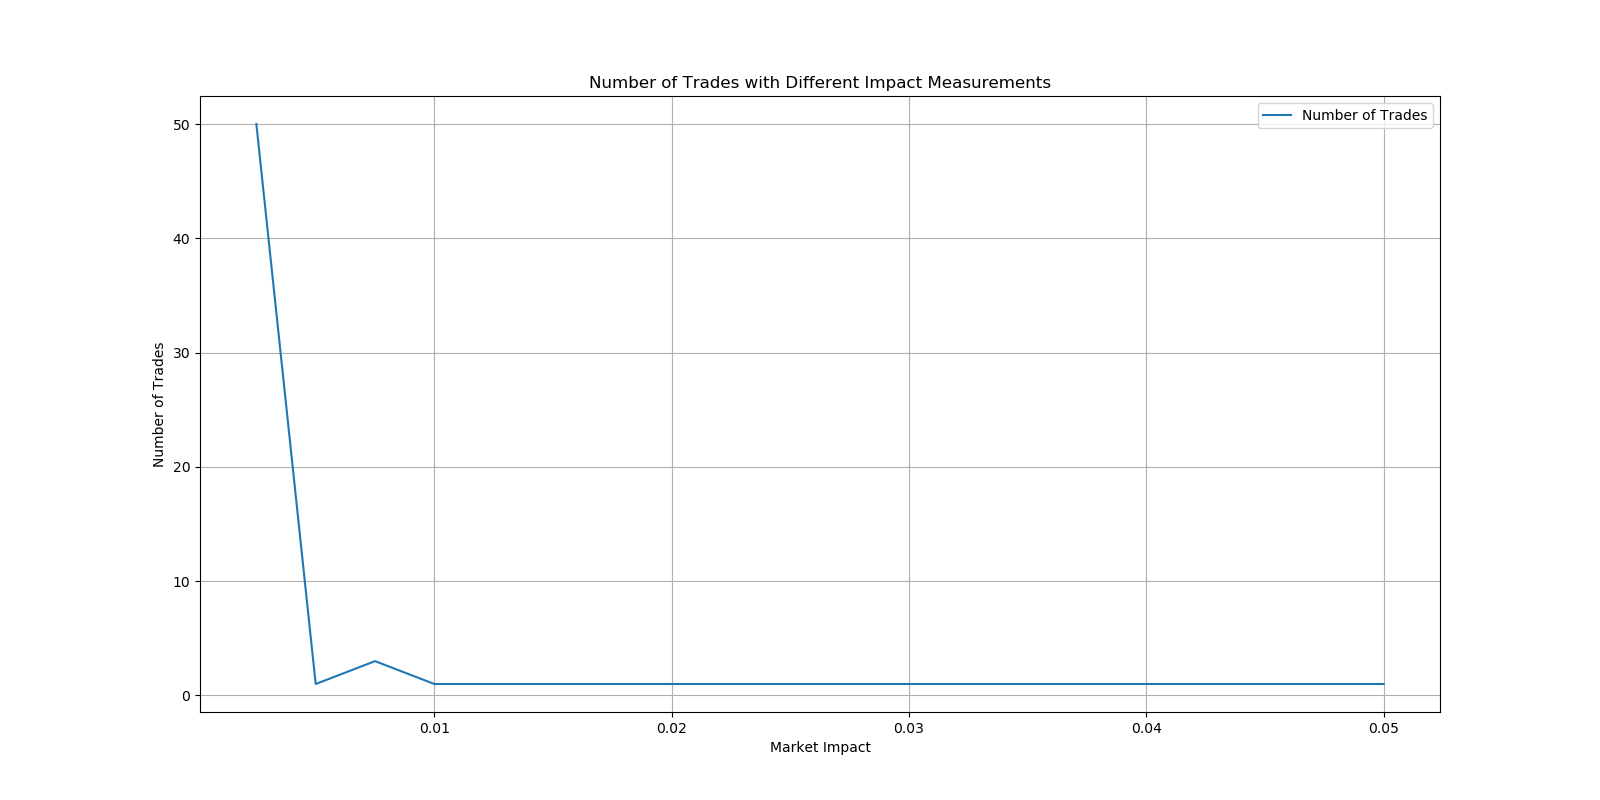 Number of Trades with Different Impact Measurements
Number of Trades
50
40
30
20
10
0
Number of Trades
0.01 0.02 0.03 0.04 0.05
Market Impact